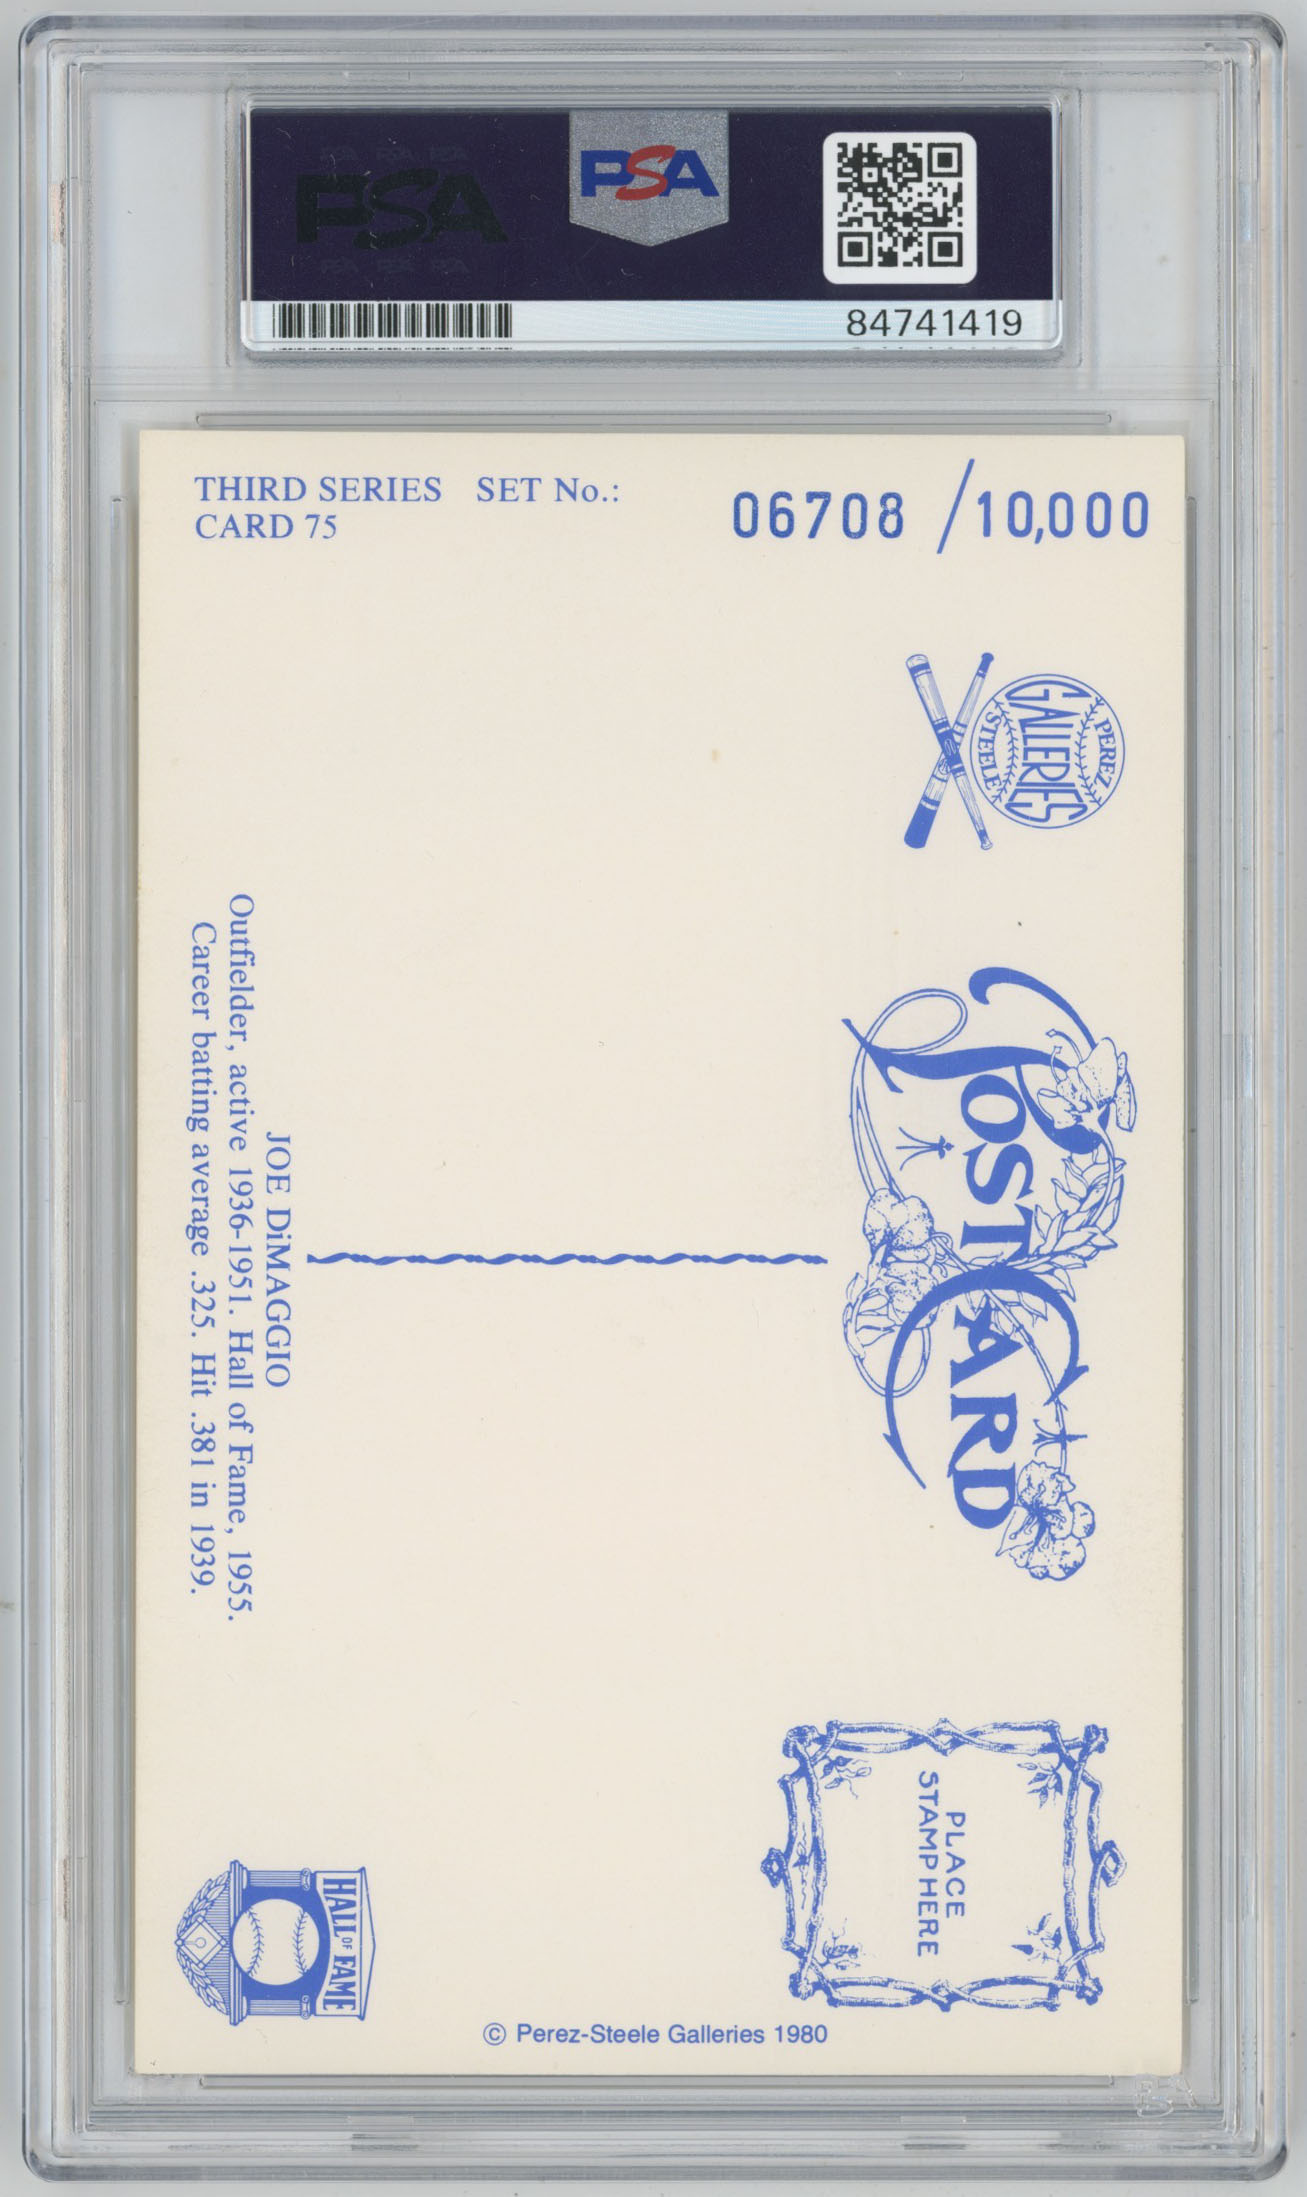 PSA
PSA
84741419
THIRD SERIES SET No.:
CARD 75
06708 /10,000
PEREZ
GALLERIES
STEELE
POST CARD
PLACE
STAMP HERE
JOE DiMAGGIO
Outfielder, active 1936-1951. Hall of Fame, 1955.
Career batting average .325. Hit .381 in 1939.
HALL OF FAME
© Perez-Steele Galleries 1980